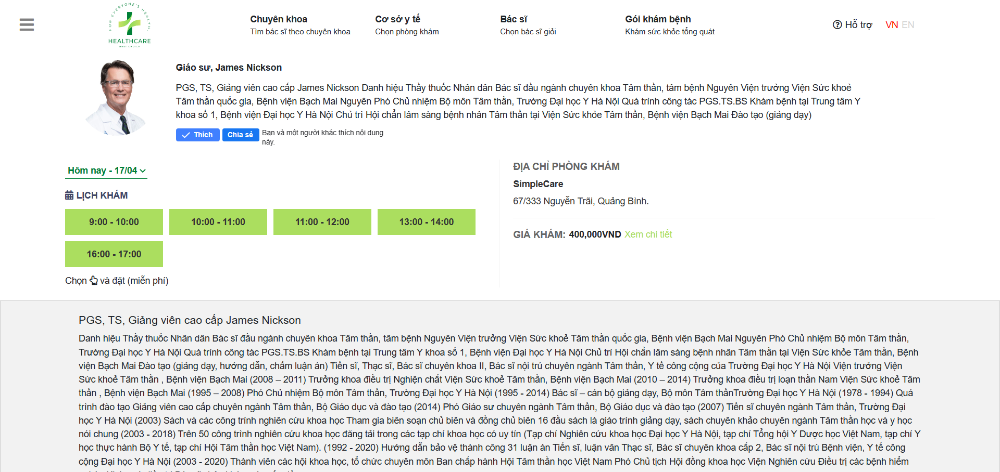 FOR EVERYONE'S HEALTH.
HEALTHCARE
BEST CHOICE
Chuyên khoa
Tìm bác sĩ theo chuyên khoa
Cơ sở y tế
Chọn phòng khám
Bác sĩ
Chọn bác sĩ giỏi
Gói khám bệnh
Khám sức khỏe tổng quát
Hỗ trợ
VN EN
Giáo sư, James Nickson
PGS, TS, Giảng viên cao cấp James Nickson Danh hiệu Thầy thuốc Nhân dân Bác sĩ đầu ngành chuyên khoa Tâm thần, tâm bệnh Nguyên Viện trưởng Viện Sức khoẻ
Tâm thần quốc gia, Bệnh viện Bạch Mai Nguyên Phó Chủ nhiệm Bộ môn Tâm thần, Trường Đại học Y Hà Nội Quá trình công tác PGS.TS.BS Khám bệnh tại Trung tâm Y
khoa số 1, Bệnh viện Đại học Y Hà Nội Chủ trì Hội chẩn lâm sàng bệnh nhân Tâm thần tại Viện Sức khỏe Tâm thần, Bệnh viện Bạch Mai Đào tạo (giảng dạy)
Thích
Chia sẻ
Bạn và một người khác thích nội dung
này.
Hôm nay - 17/04
LỊCH KHÁM
9:00 - 10:00
10:00 - 11:00
11:00 - 12:00
13:00 - 14:00
16:00 - 17:00
Chọn và đặt (miễn phí)
ĐỊA CHỈ PHÒNG KHÁM
SimpleCare
67/333 Nguyễn Trãi, Quảng Bình.
GIÁ KHÁM: 400,000VND Xem chi tiết
PGS, TS, Giảng viên cao cấp James Nickson
Danh hiệu Thầy thuốc Nhân dân Bác sĩ đầu ngành chuyên khoa Tâm thần, tâm bệnh Nguyên Viện trưởng Viện Sức khoẻ Tâm thần quốc gia, Bệnh viện Bạch Mai Nguyên Phó Chủ nhiệm Bộ môn Tâm thần,
Trường Đại học Y Hà Nội Quá trình công tác PGS.TS.BS Khám bệnh tại Trung tâm Y khoa số 1, Bệnh viện Đại học Y Hà Nội Chủ trì Hội chẩn lâm sàng bệnh nhân Tâm thần tại Viện Sức khỏe Tâm thần, Bệnh
viện Bạch Mai Đào tạo (giảng dạy, hướng dẫn, chấm luận án) Tiến sĩ, Thạc sĩ, Bác sĩ chuyên khoa II, Bác sĩ nội trú chuyên ngành Tâm thần, Y tế công cộng của Trường Đại học Y Hà Nội Viện trưởng Viện
Sức khoẻ Tâm thần , Bệnh viện Bạch Mai (2008 – 2011) Trưởng khoa điều trị Nghiện chất Viện Sức khoẻ Tâm thần, Bệnh viện Bạch Mai (2010 – 2014) Trưởng khoa điều trị loạn thần Nam Viện Sức khoẻ Tâm
thần , Bệnh viện Bạch Mai (1995 – 2008) Phó Chủ nhiệm Bộ môn Tâm thần, Trường Đại học Y Hà Nội (1995 - 2014) Bác sĩ – cán bộ giảng dạy, Bộ môn Tâm thầnTrường Đại học Y Hà Nội (1978 - 1994) Quá
trình đào tạo Giảng viên cao cấp chuyên ngành Tâm thần, Bộ Giáo dục và đào tạo (2014) Phó Giáo sư chuyên ngành Tâm thần, Bộ Giáo dục và đào tạo (2007) Tiến sĩ chuyên ngành Tâm thần, Trường Đại
học Y Hà Nội (2003) Sách và các công trình nghiên cứu khoa học Tham gia biên soạn chủ biên và đồng chủ biên 16 đầu sách là giáo trình giảng dạy, sách chuyên khảo chuyên ngành Tâm thần học và y học
nói chung (2003 - 2018) Trên 50 công trình nghiên cứu khoa học đăng tải trong các tạp chí khoa học có uy tín (Tạp chí Nghiên cứu khoa học Đại học Y Hà Nội, tạp chí Tổng hội Y Dược học Việt Nam, tạp chí Y
học thực hành Bộ Y tế, tạp chí Hội Tâm thần học Việt Nam). (1992 - 2020) Hướng dẫn bảo vệ thành công 31 luận án Tiến sĩ, luận văn Thạc sĩ, Bác sĩ chuyên khoa cấp 2, Bác sĩ nội trú Bệnh viện, Y tế công
cộng Đại học Y Hà Nội (2003 - 2020) Thành viên các hội khoa học, tổ chức chuyên môn Ban chấp hành Hội Tâm thần học Việt Nam Phó Chủ tịch Hội đồng khoa học Viện Nghiên cứu Điều trị các bệnh hiểm